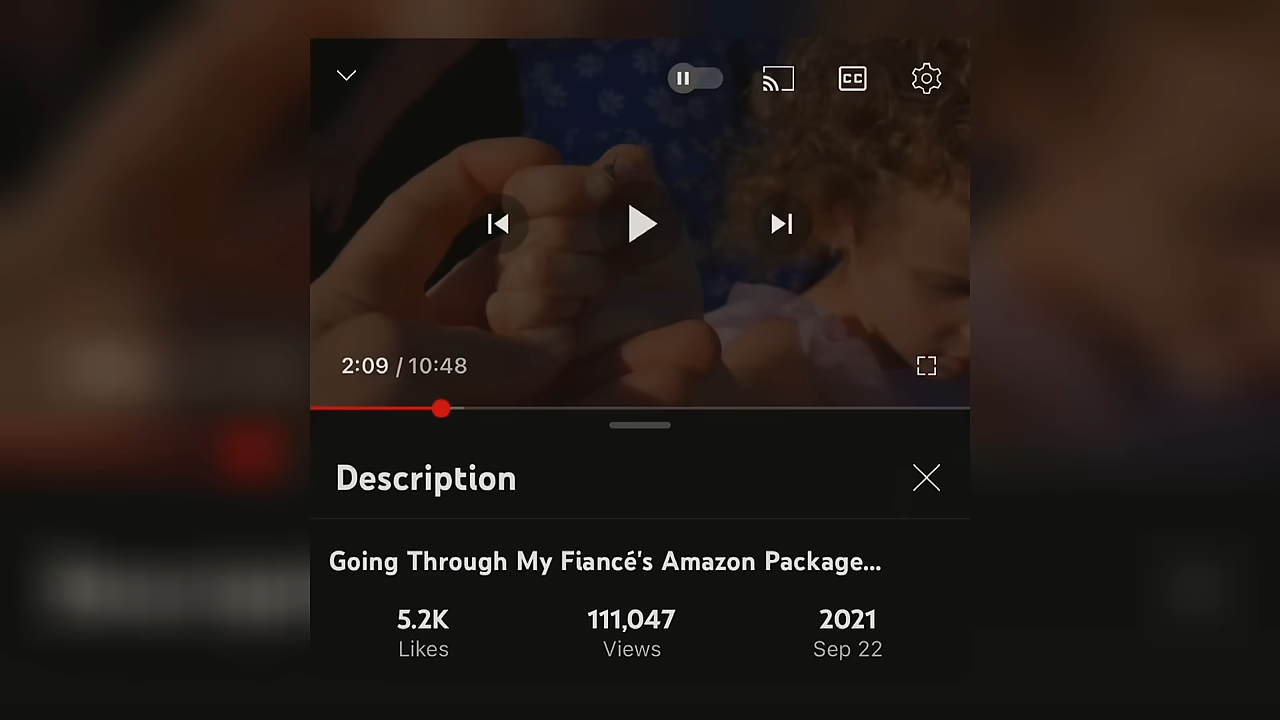 CC
2:09 / 10:48
Description
Going Through My Fiancé's Amazon Package...
5.2K 111,047 2021
Likes Views Sep 22